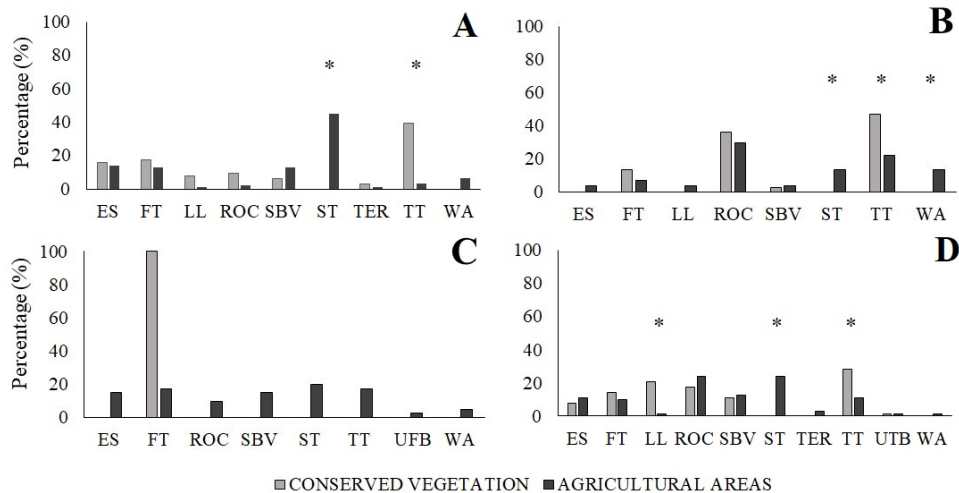 A
B
Percentage (%)
100
80
60
40
20
0
* *
ES FT LL ROC SBV ST TER TT WA
100
80
60
40
20
0
* * *
ES FT LL ROC SBV ST TT WA
C
D
Percentage (%)
100
80
60
40
20
0
ES FT ROC SBV ST TT UFB WA
100
80
60
40
20
0
* * *
ES FT LL ROC SBV ST TER TT UTB WA
CONSERVED VEGETATION AGRICULTURAL AREAS